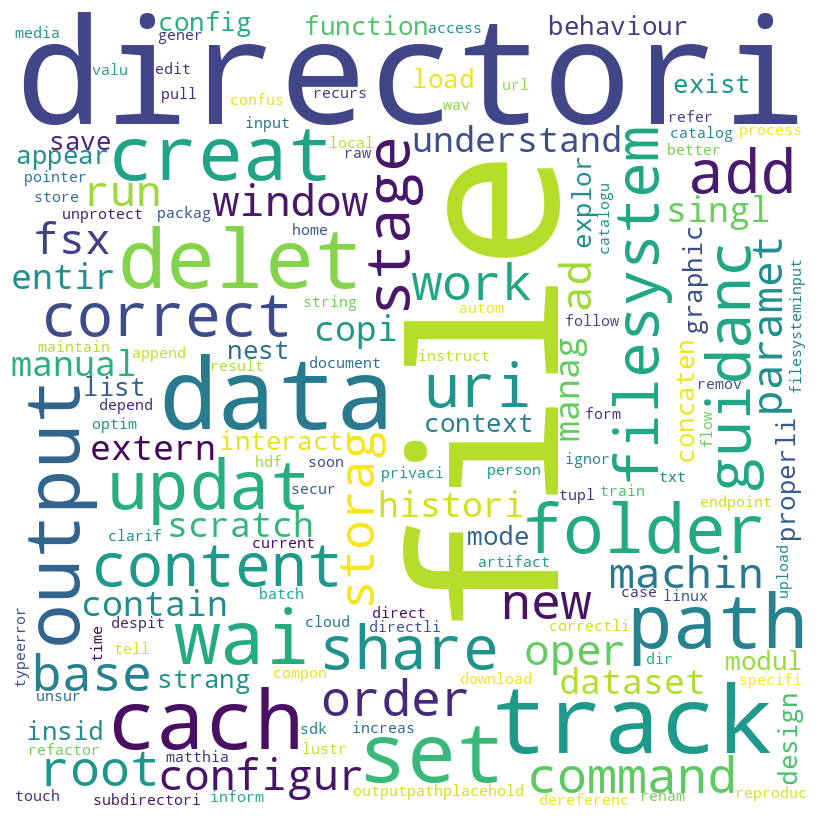 media
config
gener
function
access
behaviour
directori
valu
edit
pull
confus
recurs
load
wav
url
exist
save
input
local
raw
understand
refer
catalog
process
better
appear
pointer
store
creat
run
unprotect
packag
window
stage
file
explor
catalogu
filesystem
add
singl
fsx
home
delet
work
ad
graphic
guidanc
paramet
filesysteminput
entir
string
correct
copi
autom
follow
manual
maintain
append
nest
result
document
instruct
uri
manag
concaten
remov
list
depend
optim
data
context
form
flow
output
extern
interact
storag
hdf
soon
privaci
person
ignor
tupl
train
txt
properli
updat
secur
histori
endpoint
scratch
clarif
current
mode
folder
content
artifact
upload
batch
contain
cloud
direct
directli
new
machin
case
linux
typeerror
time
despit
tell
wai
share
correctli
path
oper
dir
modul
base
strang
compon
download
dataset
specifi
unsur
cach
order
track
insid
sdk
increas
set
design
refactor
lustr
root
matthia
configur
command
touch
subdirectori
inform
outputpathplacehold
dereferenc
renam
reproduc